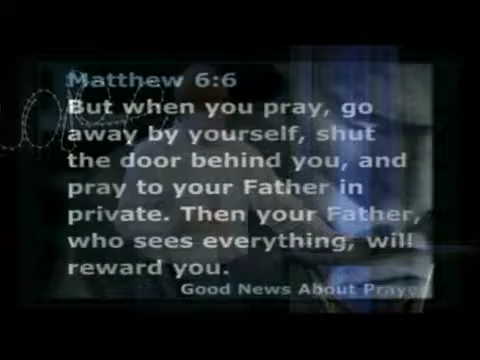 Matthew 6:6
But when you pray, go
away by yourself, shut
the door behind you, and
pray to your Father in
private. Then your Father,
who sees everything, will
reward you.
Good News About Prayer